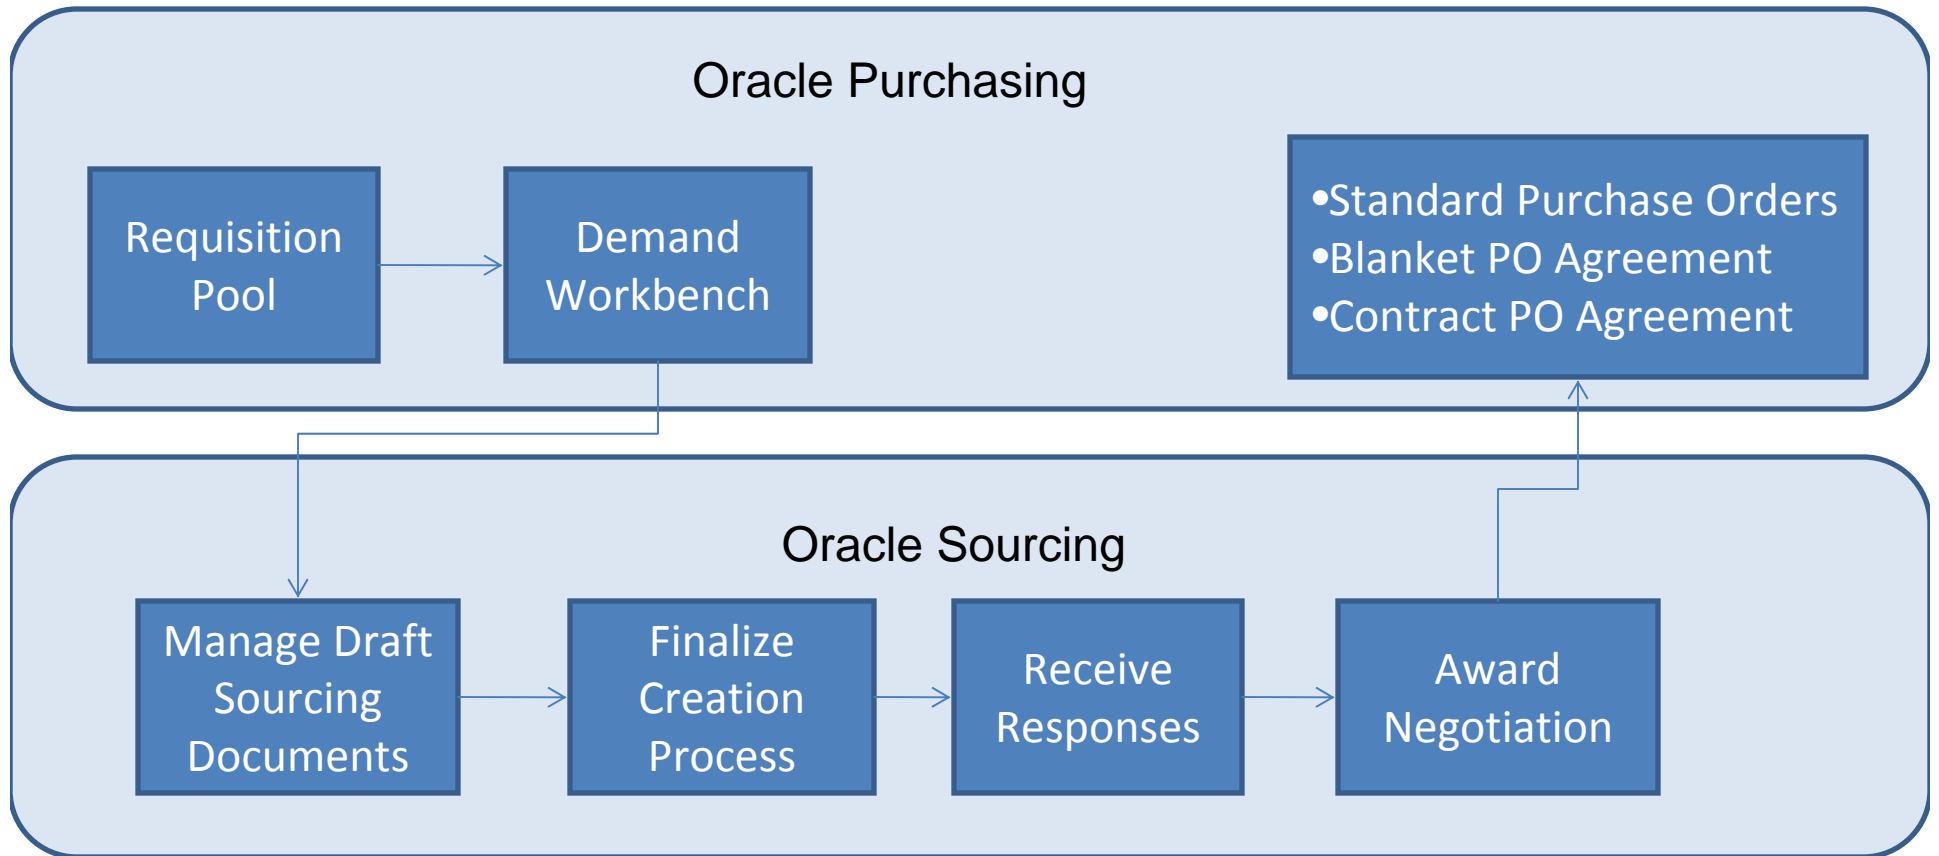 Oracle Purchasing
Requisition
Pool
Demand
Workbench
•Standard Purchase Orders
•Blanket PO Agreement
•Contract PO Agreement
Oracle Sourcing
Manage Draft
Sourcing
Documents
Finalize
Creation
Process
Receive
Responses
Award
Negotiation